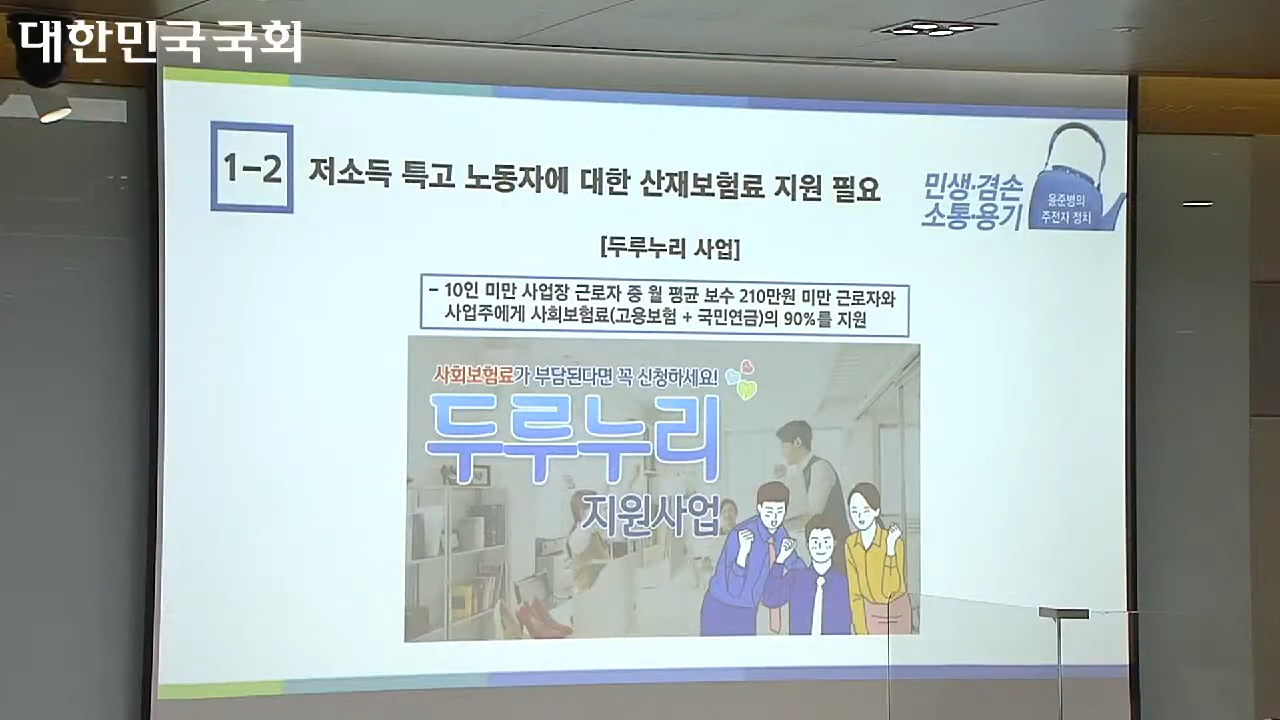 대한민국 국회
1-2
저소득 특고 노동자에 대한 산재보험료 지원 필요
민생·겸손
소통·용기
윤준병의
주전자 정치
[두루누리 사업]
- 10인 미만 사업장 근로자 중 월 평균 보수 210만원 미만 근로자와
사업주에게 사회보험료(고용보험 + 국민연금)의 90%를 지원
사회보험료가 부담된다면 꼭 신청하세요!
두루누리
지원사업